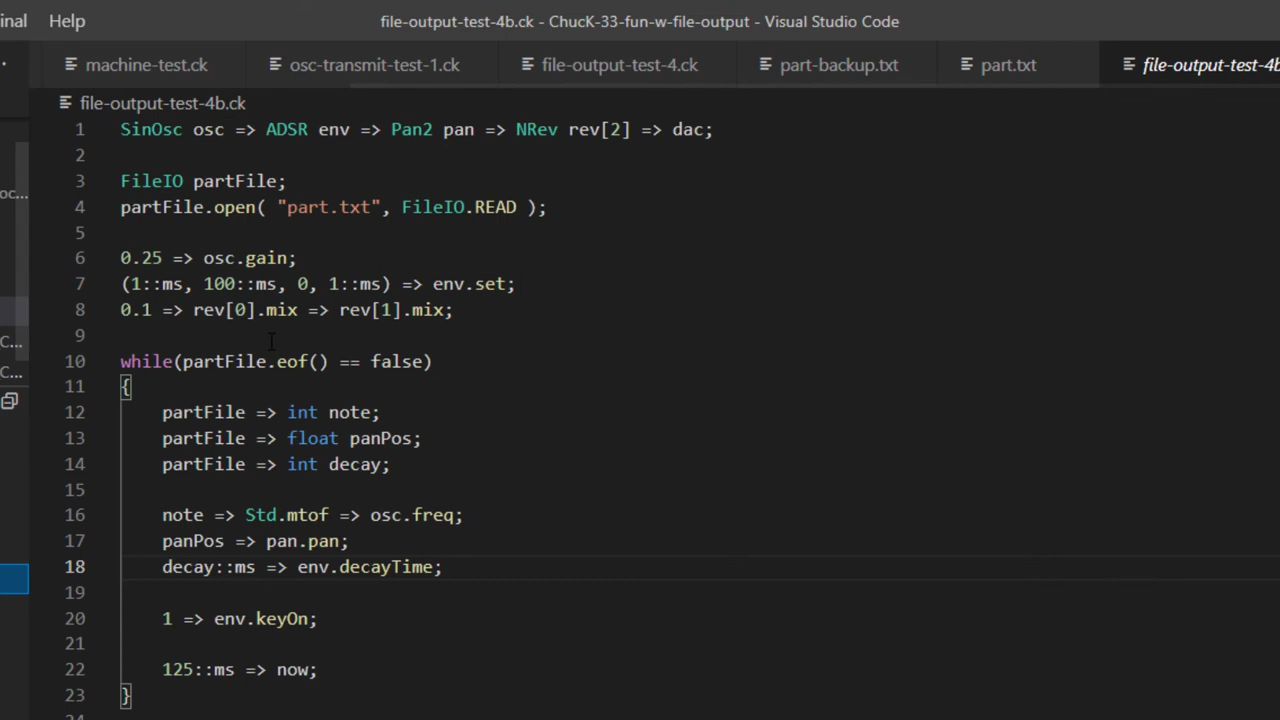 inal Help file-output-test-4b.ck - ChucK-33-fun-w-file-output - Visual Studio Code
machine-test.ck osc-transmit-test-1.ck file-output-test-4.ck part-backup.txt part.txt file-output-test-4b
file-output-test-4b.ck
1 SinOsc osc => ADSR env => Pan2 pan => NRev rev[2] => dac;
2
3 FileIO partFile;
4 partFile.open( "part.txt", FileIO.READ );
5
6 0.25 => osc.gain;
7 (1::ms, 100::ms, 0, 1::ms) => env.set;
8 0.1 => rev[0].mix => rev[1].mix;
9
10 while(partFile.eof() == false)
11 {
12 partFile => int note;
13 partFile => float panPos;
14 partFile => int decay;
15
16 note => Std.mtof => osc.freq;
17 panPos => pan.pan;
18 decay::ms => env.decayTime;
19
20 1 => env.keyOn;
21
22 125::ms => now;
23 }
24
oc...
C...
C...